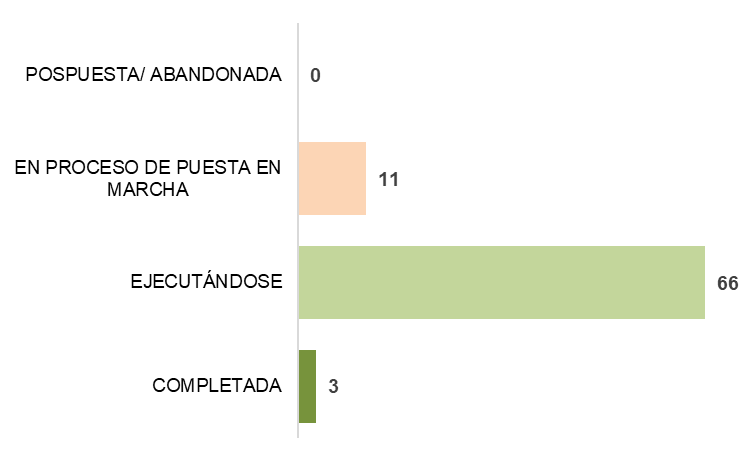 POSPUESTA/ ABANDONADA
0
EN PROCESO DE PUESTA EN
MARCHA
11
EJECUTÁNDOSE
66
COMPLETADA
3